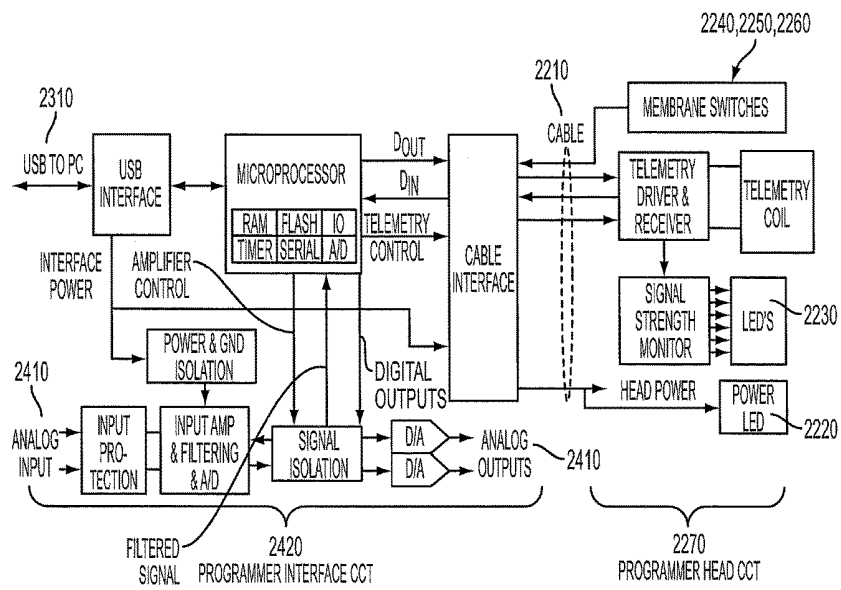 2240,2250,2260
2210
MEMBRANE SWITCHES
2310
CABLE
USB TO PC
USB
INTERFACE
MICROPROCESSOR
RAM FLASH IO
TIMER SERIAL A/D
DOUT
DIN
TELEMETRY
CONTROL
CABLE
INTERFACE
TELEMETRY
DRIVER &
RECEIVER
TELEMETRY
COIL
INTERFACE
POWER
AMPLIFIER
CONTROL
SIGNAL
STRENGTH
MONITOR
LED'S
2230
POWER & GND
ISOLATION
DIGITAL
OUTPUTS
HEAD POWER
POWER
LED
2220
2410
ANALOG
INPUT
INPUT
PRO-
TECTION
INPUT AMP
& FILTERING
& A/D
SIGNAL
ISOLATION
D/A
D/A
ANALOG
OUTPUTS
2410
FILTERED
SIGNAL
2420
PROGRAMMER INTERFACE CCT
2270
PROGRAMMER HEAD CCT